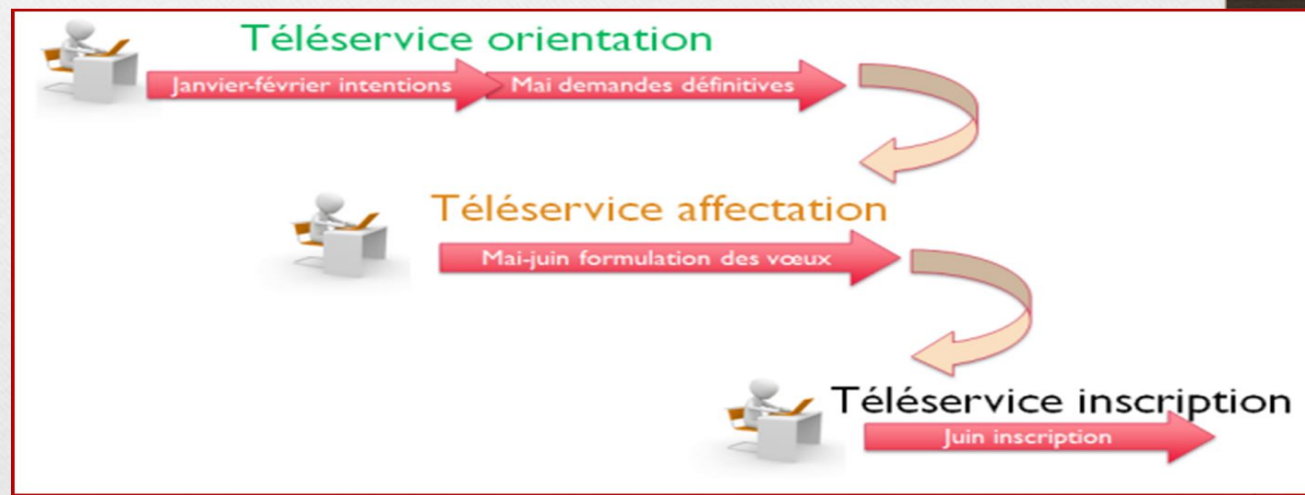 Téléservice orientation
Janvier-février intentions
Mai demandes définitives
Téléservice affectation
Mai-juin formulation des vœux
Téléservice inscription
Juin inscription